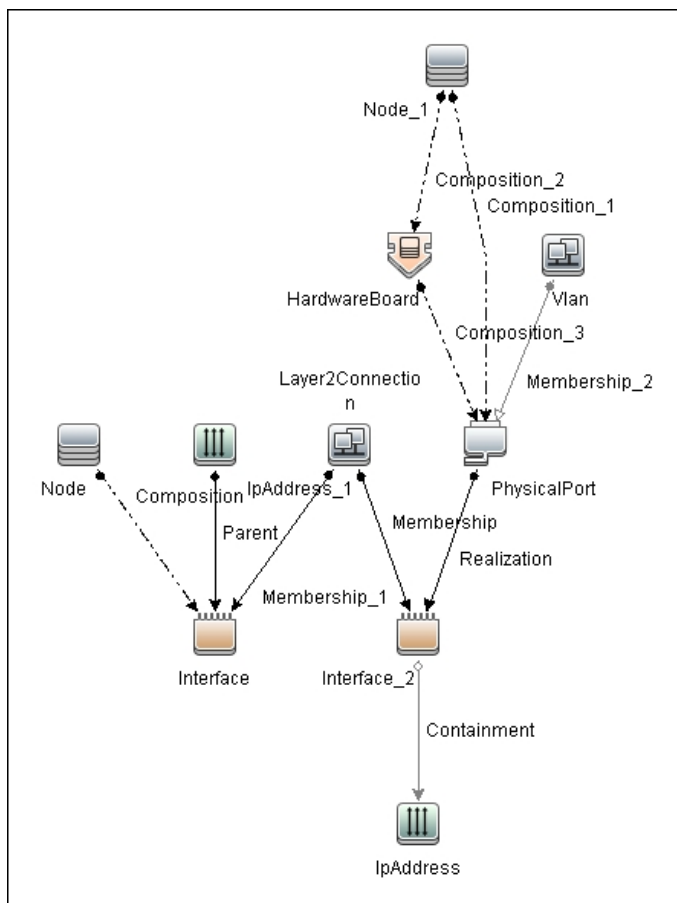 Node_1
Composition_2
Composition_1
HardwareBoard
Vlan
Composition_3
Layer2Connectio
n
Membership_2
Node
Composition
IpAddress_1
PhysicalPort
Parent
Membership
Realization
Membership_1
Interface
Interface_2
Containment
IpAddress